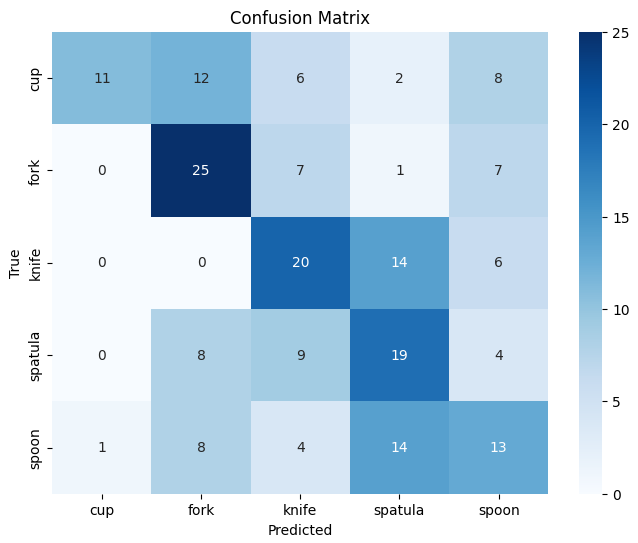 Confusion Matrix
cup 11 12 6 2 8
fork 0 25 7 1 7
knife 0 0 20 14 6
spatula 0 8 9 19 4
spoon 1 8 4 14 13
cup fork knife spatula spoon
Predicted
True
25
20
15
10
5
0